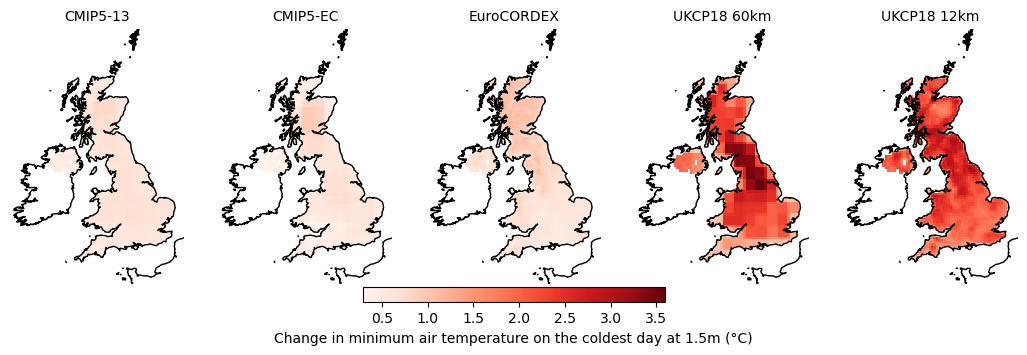 CMIP5-13 CMIP5-EC EuroCORDEX UKCP18 60km UKCP18 12km
0.5 1.0 1.5 2.0 2.5 3.0 3.5
Change in minimum air temperature on the coldest day at 1.5m (°C)